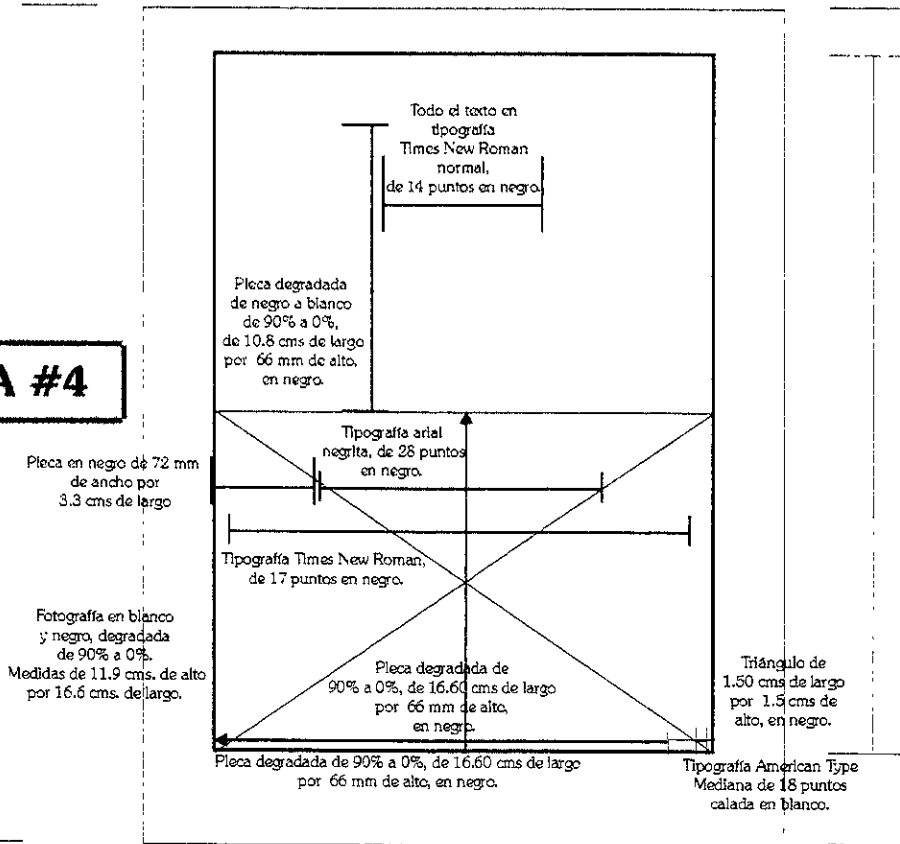 Todo el texto en
tipografía
Times New Roman
normal,
de 14 puntos en negro.
Pleca degradada
de negro a blanco
de 90% a 0%,
de 10.8 cms de largo
por 66 mm de alto,
en negro.
A #4
Tipografía arial
negrita, de 28 puntos
en negro.
Pleca en negro de 72 mm
de ancho por
3.3 cms de largo
Tipografía Times New Roman,
de 17 puntos en negro.
Fotografía en blanco
y negro, degradada
de 90% a 0%.
Medidas de 11.9 cms. de alto
por 16.6 cms. de largo.
Pleca degradada de
90% a 0%, de 16.60 cms de largo
por 66 mm de alto,
en negro.
Triángulo de
1.50 cms de largo
por 1.5 cms de
alto, en negro.
Pleca degradada de 90% a 0%, de 16.60 cms de largo
por 66 mm de alto, en negro.
Tipografía American Type
Mediana de 18 puntos
calada en blanco.